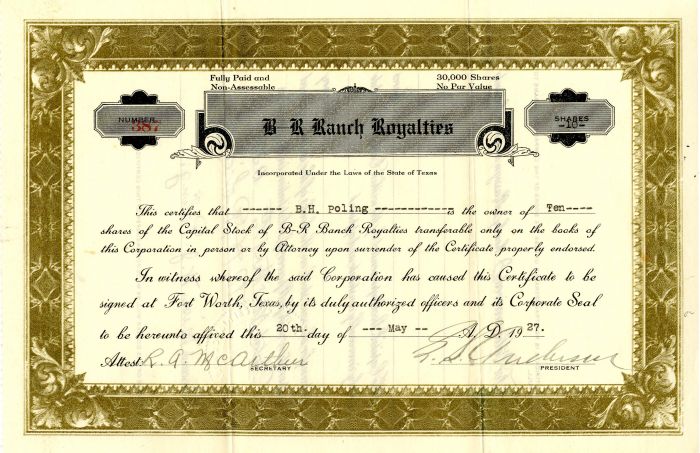 Fully Paid and
Non-Assessable
30,000 Shares
No Par Value
NUMBER
387
B R Ranch Royalties
SHARES
-10-
Incorporated Under the Laws of the State of Texas
This certifies that ------ B.H. Poling ------------ is the owner of Ten----
shares of the Capital Stock of B-R Ranch Royalties transferable only on the books of
this Corporation in person or by Attorney upon surrender of the Certificate properly endorsed.
In witness whereof the said Corporation has caused this Certificate to be
signed at Fort Worth, Texas, by its duly authorized officers and its Corporate Seal
to be hereunto affixed this 20th. day of --- May -- A.D. 1927.
Attest: R. A. McArthur
SECRETARY
PRESIDENT